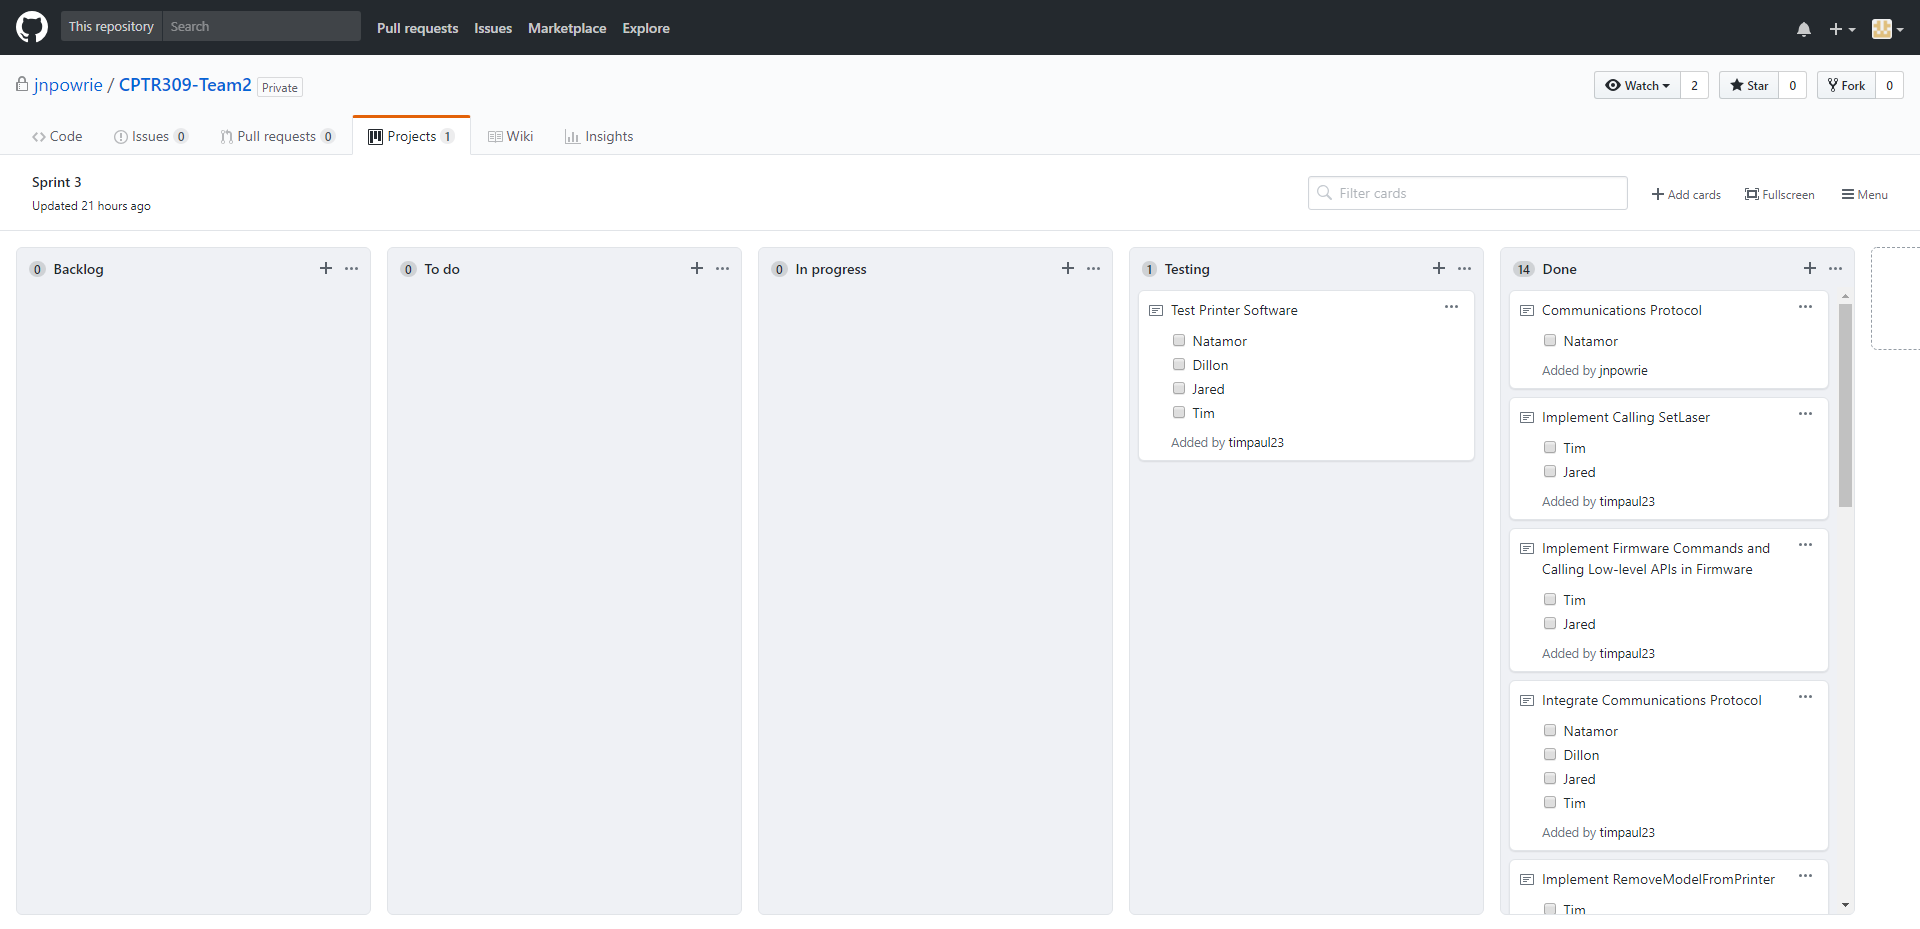 This repository Search Pull requests Issues Marketplace Explore
jnpowrie / CPTR309-Team2 Private Watch 2 Star 0 Fork 0
Code Issues 0 Pull requests 0 Projects 1 Wiki Insights
Sprint 3
Updated 21 hours ago
Filter cards Add cards Fullscreen Menu
0 Backlog
0 To do
0 In progress
1 Testing
Test Printer Software
Natamor
Dillon
Jared
Tim
Added by timpaul23
14 Done
Communications Protocol
Natamor
Added by jnpowrie
Implement Calling SetLaser
Tim
Jared
Added by timpaul23
Implement Firmware Commands and
Calling Low-level APIs in Firmware
Tim
Jared
Added by timpaul23
Integrate Communications Protocol
Natamor
Dillon
Jared
Tim
Added by timpaul23
Implement RemoveModelFromPrinter
Tim